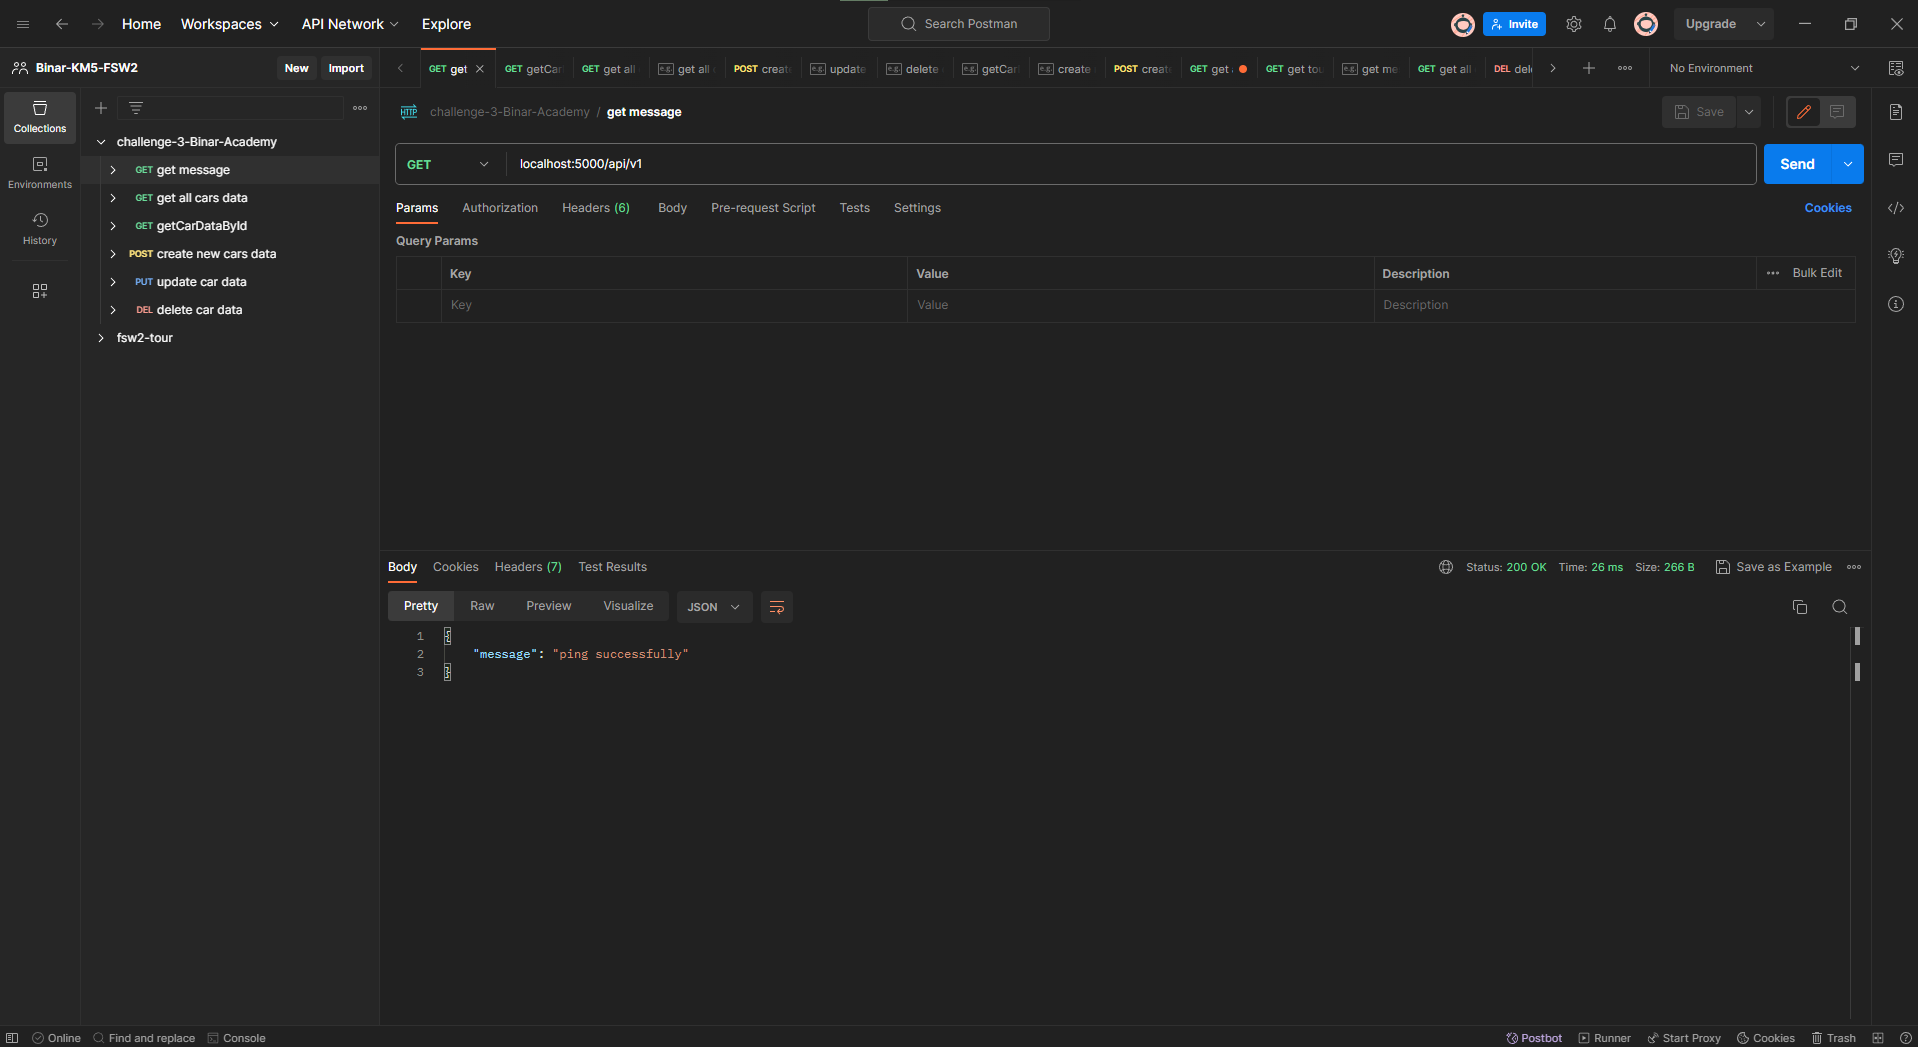 Home Workspaces API Network Explore Search Postman Invite Upgrade
Binar-KM5-FSW2 New Import
GET get GET getCar GET get all e.g. get all POST create e.g. update e.g. delete e.g. getCar e.g. create POST create GET get GET get tou e.g. get me GET get all DEL del No Environment
Collections
Environments
History
challenge-3-Binar-Academy
GET get message
GET get all cars data
GET getCarDataById
POST create new cars data
PUT update car data
DEL delete car data
fsw2-tour
HTTP challenge-3-Binar-Academy / get message Save
GET localhost:5000/api/v1 Send
Params Authorization Headers (6) Body Pre-request Script Tests Settings Cookies
Query Params
Key Value Description Bulk Edit
Key Value Description
Body Cookies Headers (7) Test Results Status: 200 OK Time: 26 ms Size: 266 B Save as Example
Pretty Raw Preview Visualize JSON
1 {
2 "message": "ping successfully"
3 }
Online Find and replace Console Postbot Runner Start Proxy Cookies Trash